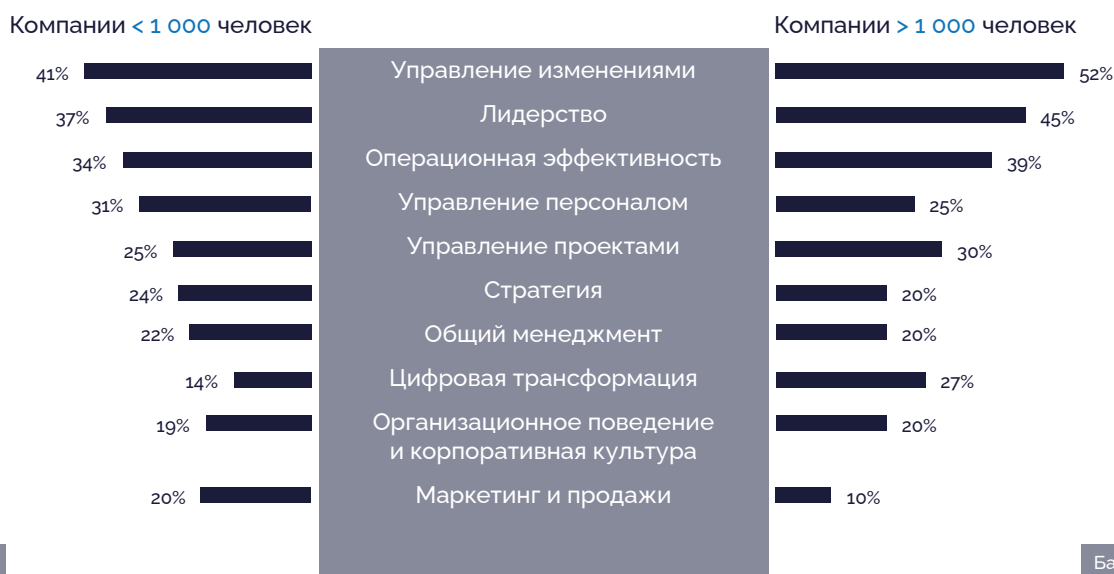 Компании < 1 000 человек
Компании > 1 000 человек
41% Управление изменениями 52%
37% Лидерство 45%
34% Операционная эффективность 39%
31% Управление персоналом 25%
25% Управление проектами 30%
24% Стратегия 20%
22% Общий менеджмент 20%
14% Цифровая трансформация 27%
19% Организационное поведение 20%
и корпоративная культура
20% Маркетинг и продажи 10%